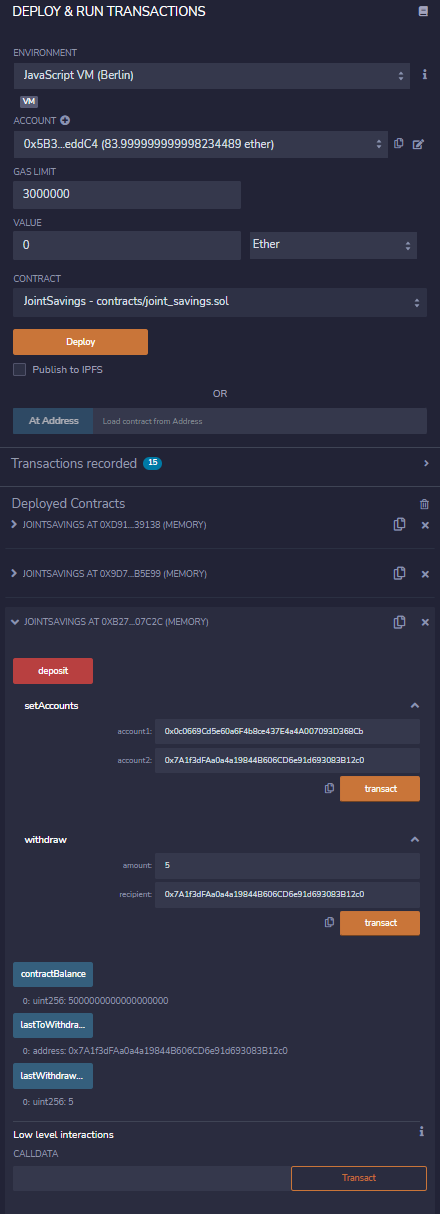 DEPLOY & RUN TRANSACTIONS
ENVIRONMENT
JavaScript VM (Berlin)
VM
ACCOUNT
0x5B3...eddC4 (83.999999999998234489 ether)
GAS LIMIT
3000000
VALUE
0 Ether
CONTRACT
JointSavings - contracts/joint_savings.sol
Deploy
Publish to IPFS
OR
At Address Load contract from Address
Transactions recorded 15
Deployed Contracts
JOINTSAVINGS AT 0XD91...39138 (MEMORY)
JOINTSAVINGS AT 0X9D7...B5E99 (MEMORY)
JOINTSAVINGS AT 0XB27...07C2C (MEMORY)
deposit
setAccounts
account1: 0x0c0669Cd5e60a6F4b8ce437E4a4A007093D368Cb
account2: 0x7A1f3dFAa0a4a19844B606CD6e91d693083B12c0
transact
withdraw
amount: 5
recipient: 0x7A1f3dFAa0a4a19844B606CD6e91d693083B12c0
transact
contractBalance
0: uint256: 5000000000000000000
lastToWithdra...
0: address: 0x7A1f3dFAa0a4a19844B606CD6e91d693083B12c0
lastWithdraw...
0: uint256: 5
Low level interactions
CALLDATA
Transact